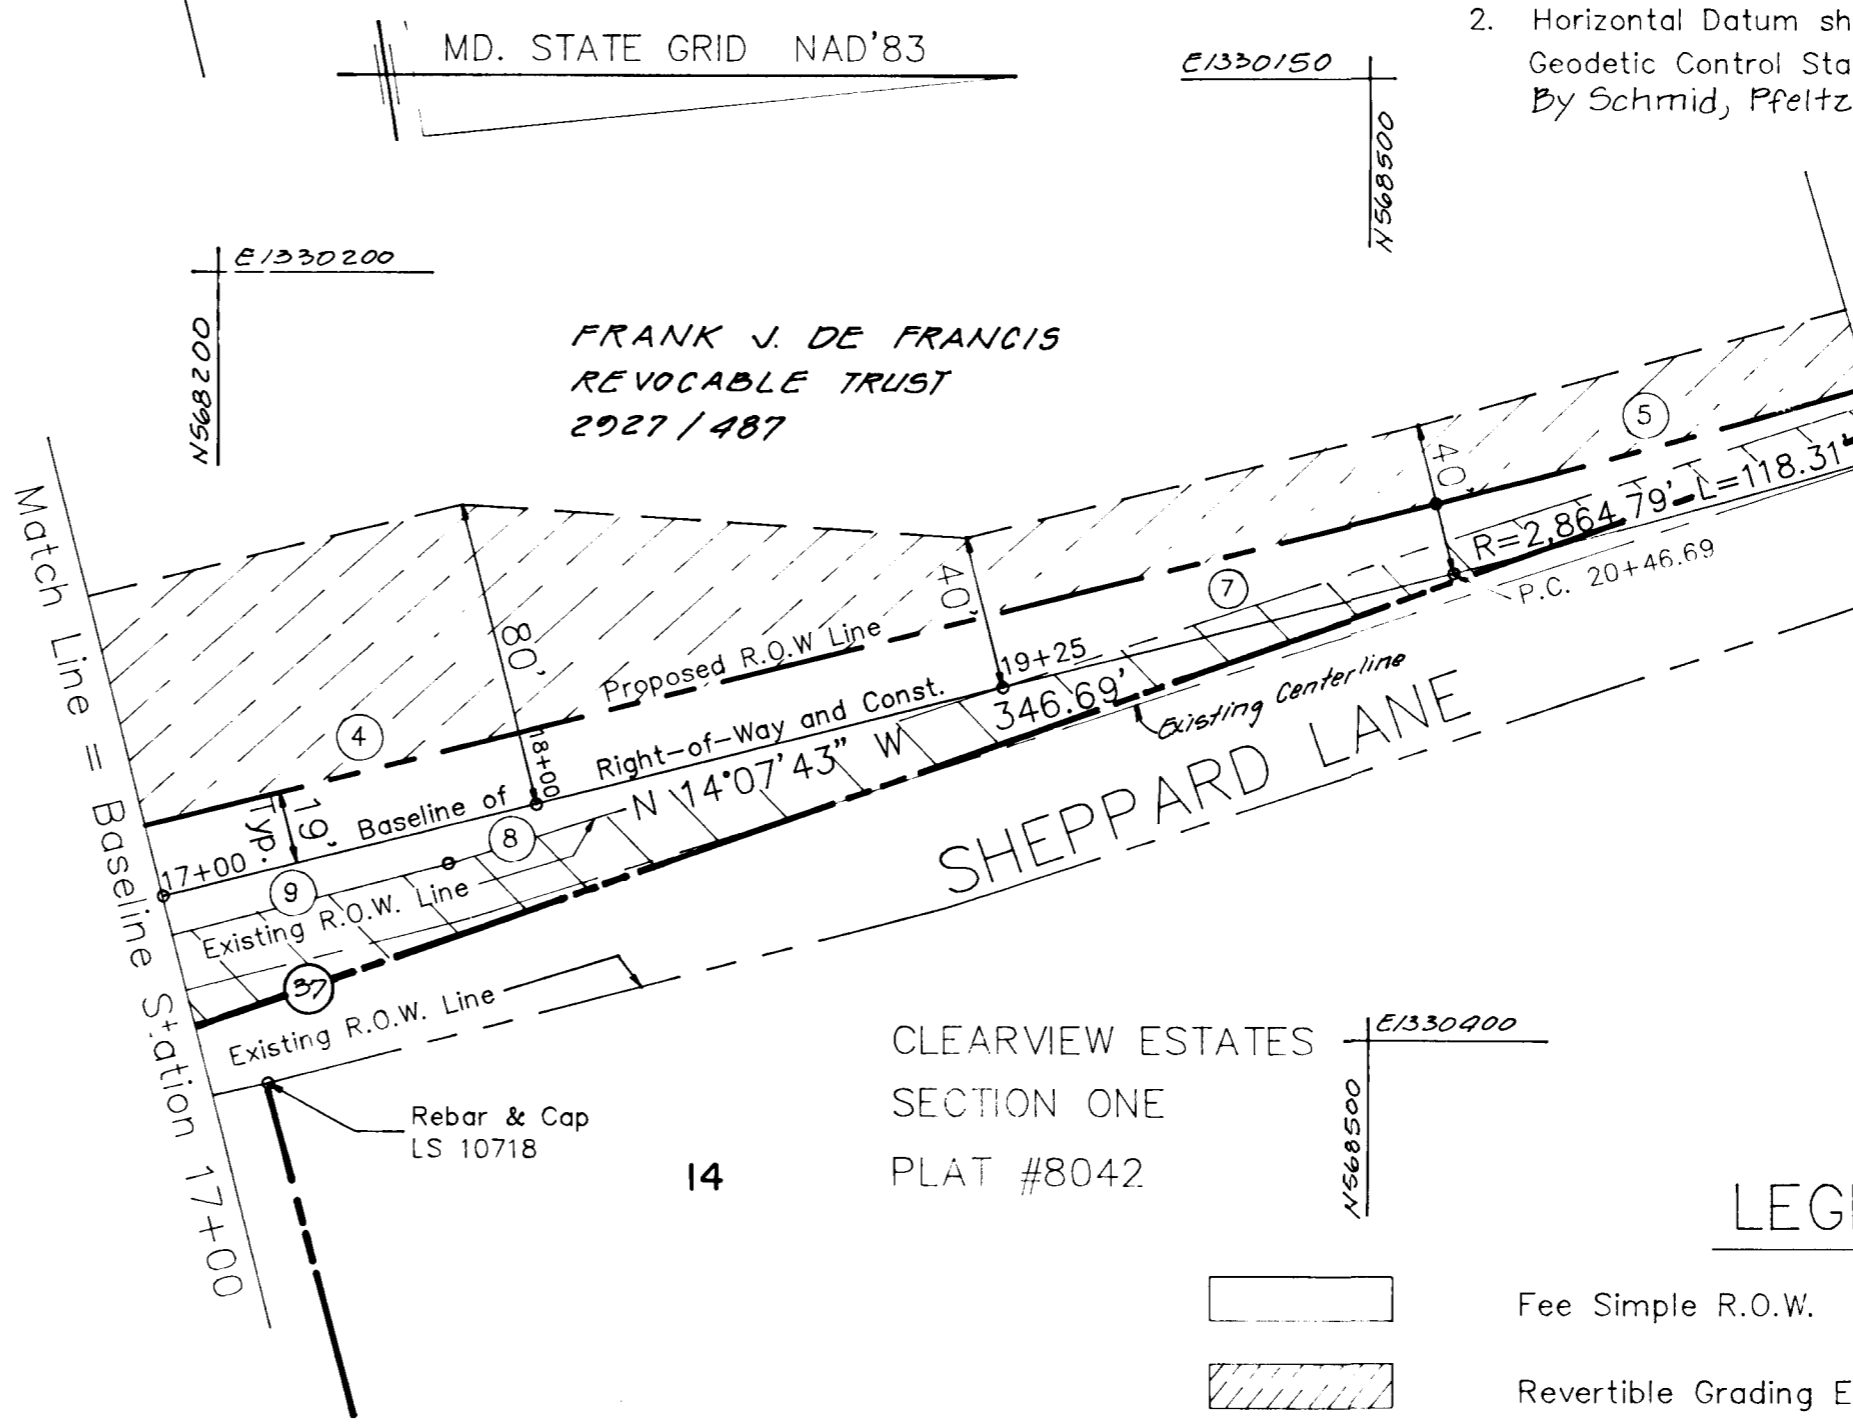 MD. STATE GRID NAD'83
E1330150
N568500
2. Horizontal Datum sh
Geodetic Control Sta
By Schmid, Pfeltz
E1330200
N568200
FRANK J. DE FRANCIS
REVOCABLE TRUST
2927 / 487
Match Line = Baseline Station 17+00
80'
40'
40'
5
R=2,864.79' L=118.31'
P.C. 20+46.69
7
Proposed R.O.W Line
19+25
346.69'
4
18+00
Baseline of Right-of-Way and Const.
N 14°07'43" W
Existing Centerline
SHEPPARD LANE
19'
Typ.
17+00
8
9
Existing R.O.W. Line
37
Existing R.O.W. Line
Rebar & Cap
LS 10718
14
CLEARVIEW ESTATES
SECTION ONE
PLAT #8042
E1330400
N568500
LEG
Fee Simple R.O.W.
Revertible Grading E